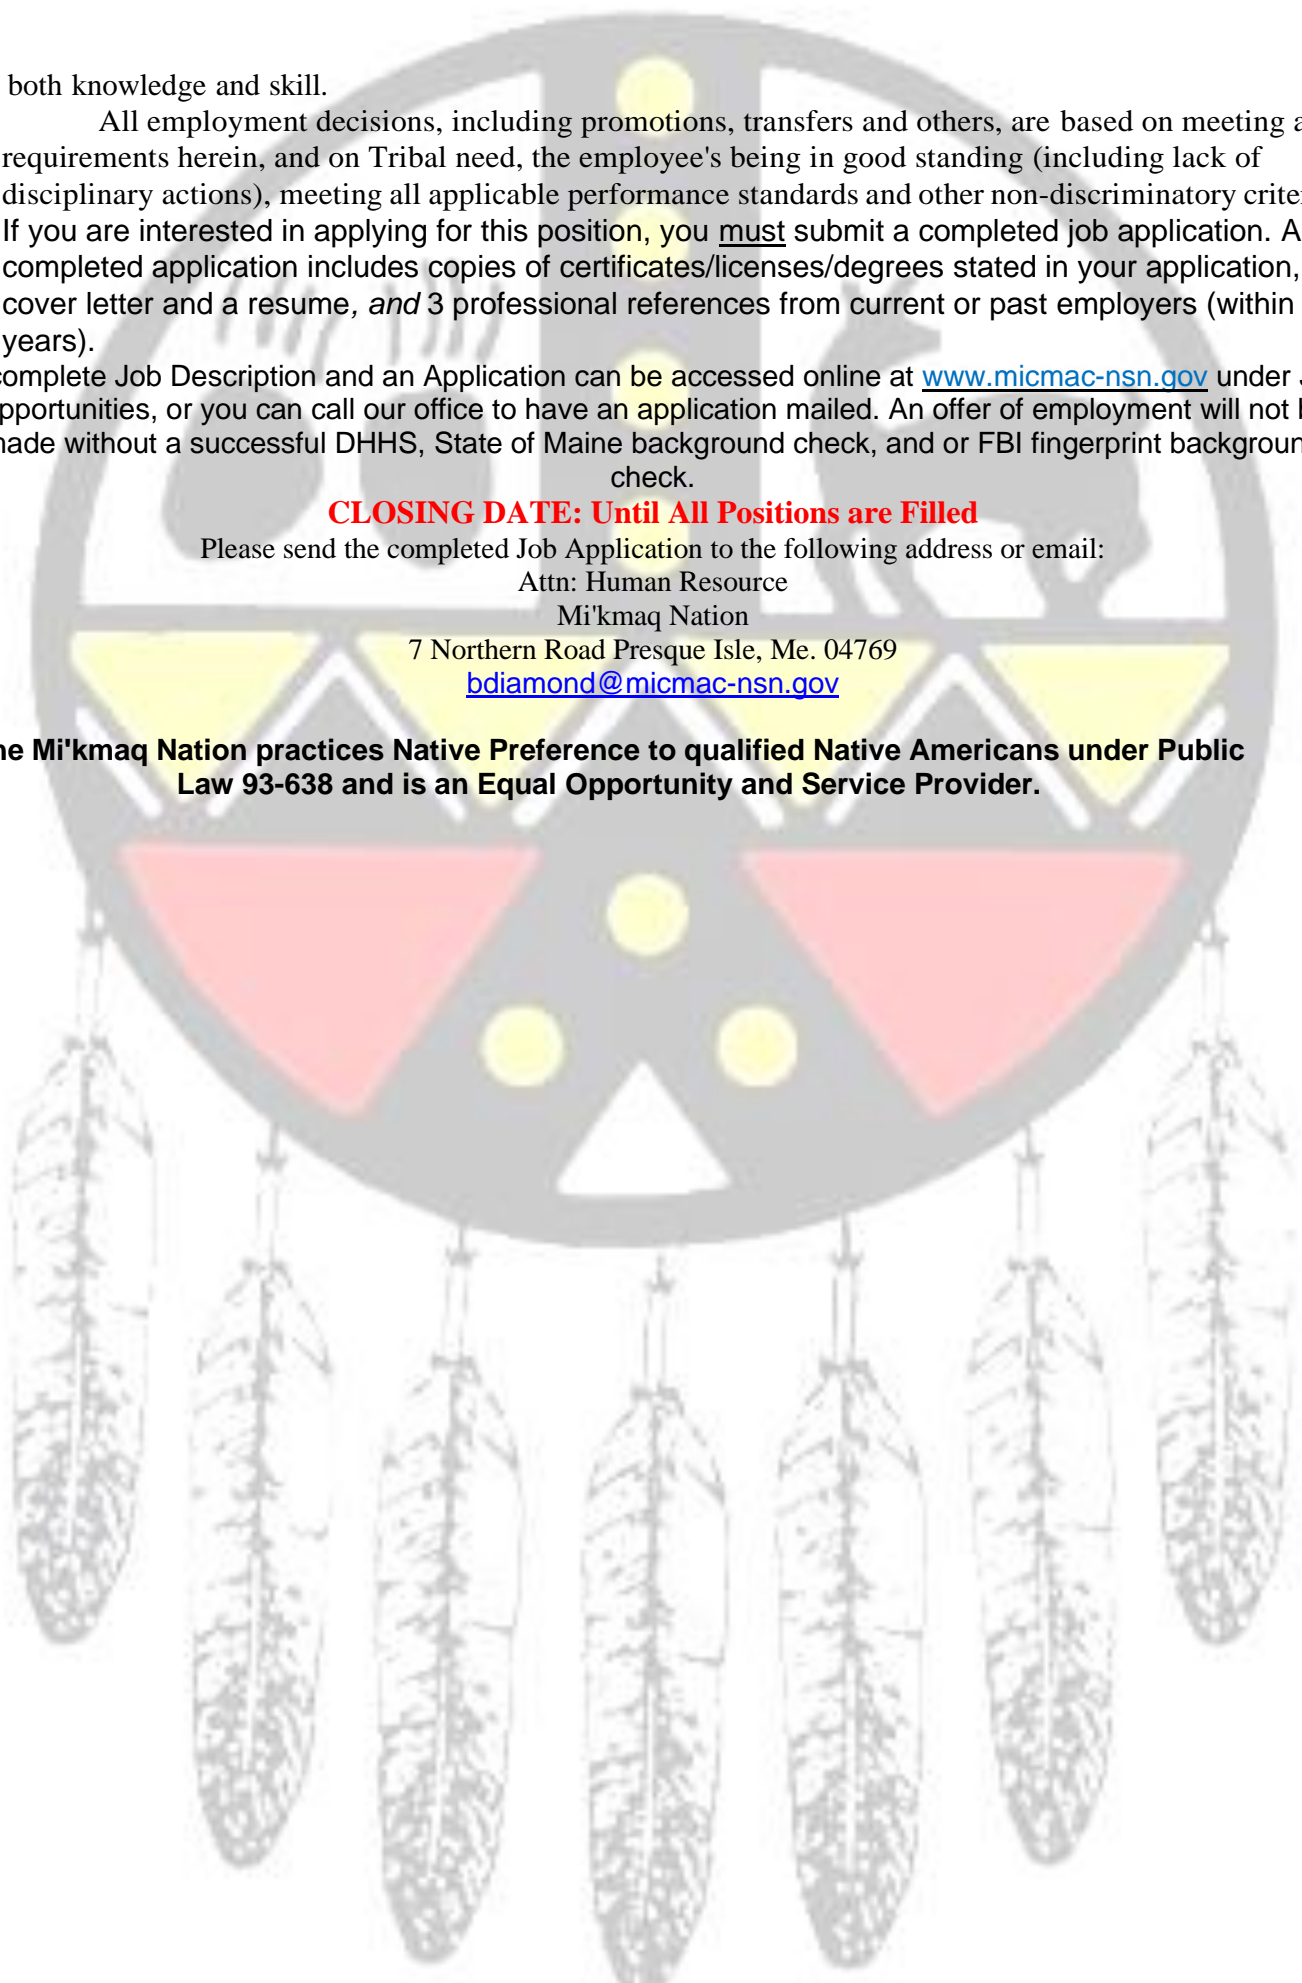 both knowledge and skill.
All employment decisions, including promotions, transfers and others, are based on meeting a
requirements herein, and on Tribal need, the employee's being in good standing (including lack of
disciplinary actions), meeting all applicable performance standards and other non-discriminatory crite
If you are interested in applying for this position, you must submit a completed job application. A
completed application includes copies of certificates/licenses/degrees stated in your application,
cover letter and a resume, and 3 professional references from current or past employers (within
years).
complete Job Description and an Application can be accessed online at www.micmac-nsn.gov under
pportunities, or you can call our office to have an application mailed. An offer of employment will not
made without a successful DHHS, State of Maine background check, and or FBI fingerprint backgroun
check.
CLOSING DATE: Until All Positions are Filled
Please send the completed Job Application to the following address or email:
Attn: Human Resource
Mi'kmaq Nation
7 Northern Road Presque Isle, Me. 04769
bdiamond@micmac-nsn.gov
he Mi'kmaq Nation practices Native Preference to qualified Native Americans under Public
Law 93-638 and is an Equal Opportunity and Service Provider.